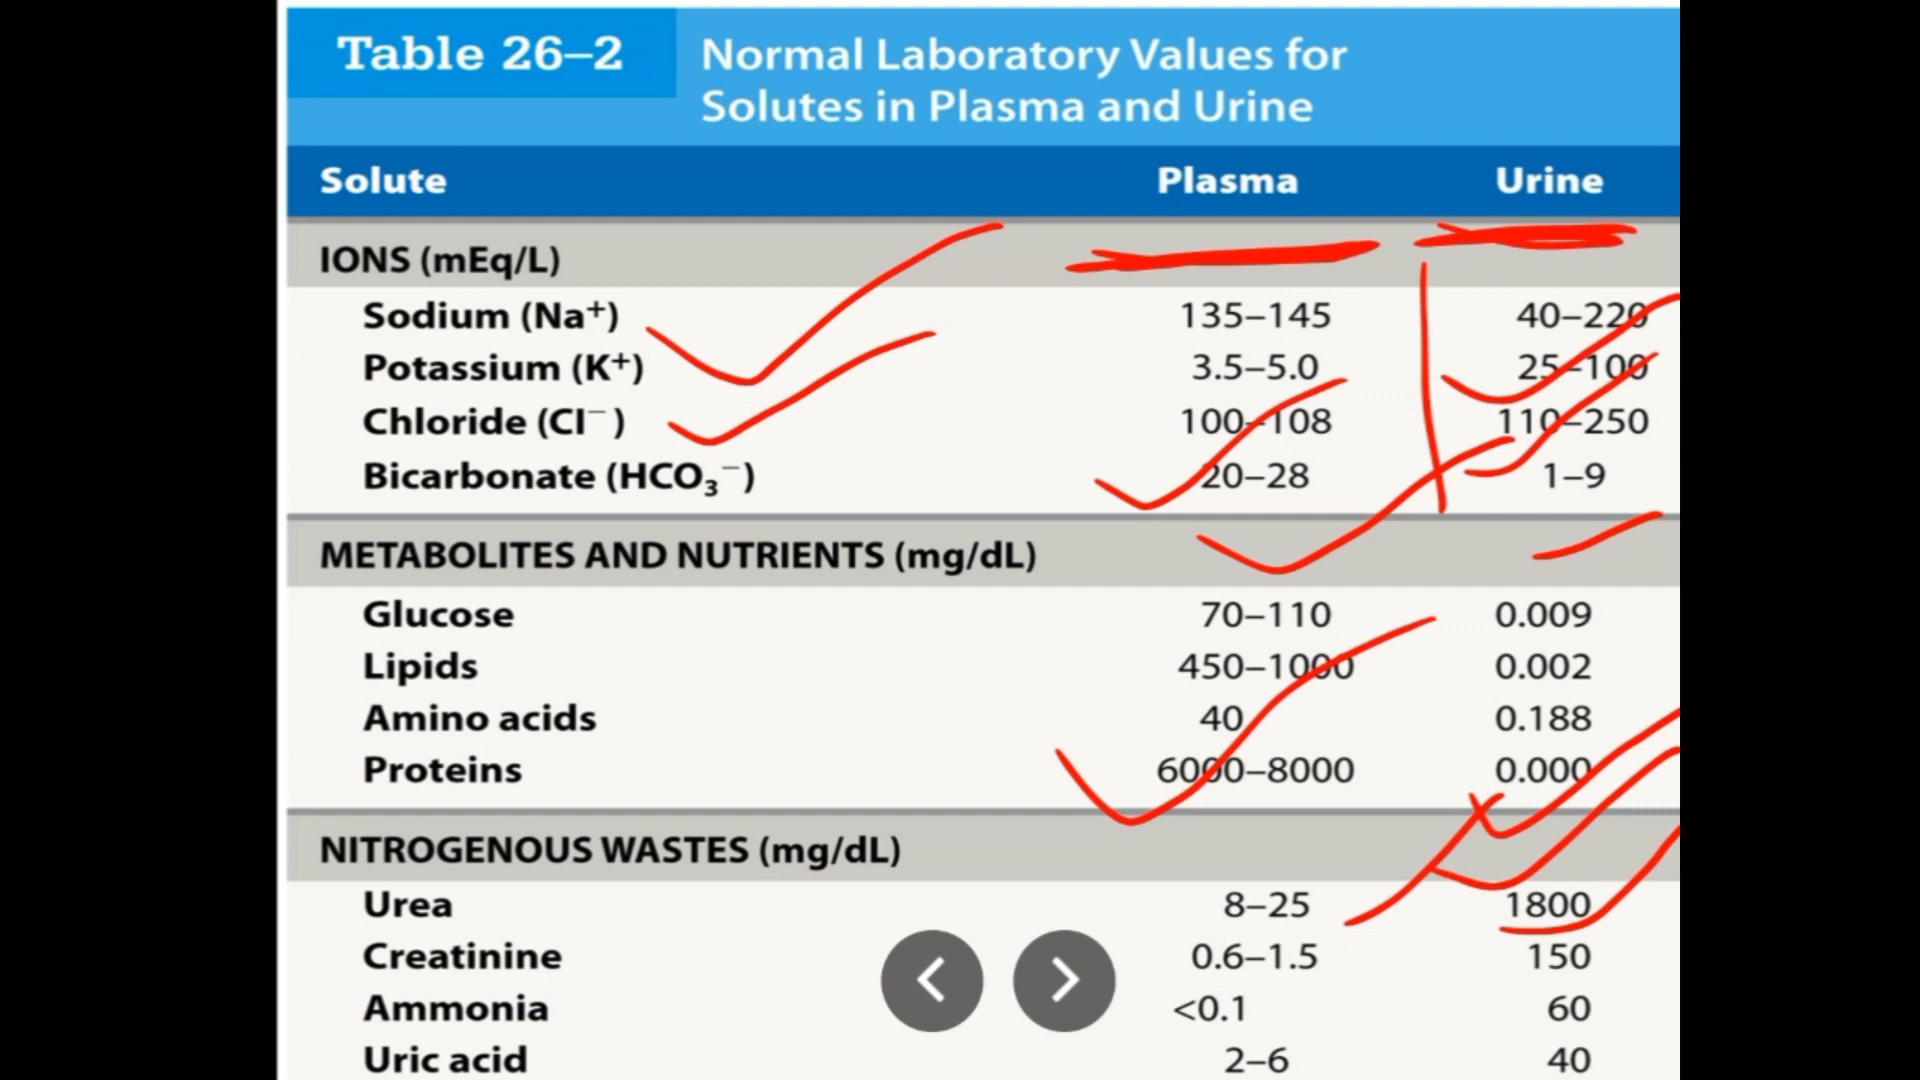 Table 26–2
Normal Laboratory Values for
Solutes in Plasma and Urine
Solute Plasma Urine
IONS (mEq/L)
Sodium (Na⁺) 135–145 40–220
Potassium (K⁺) 3.5–5.0 25–100
Chloride (Cl⁻) 100–108 110–250
Bicarbonate (HCO₃⁻) 20–28 1–9
METABOLITES AND NUTRIENTS (mg/dL)
Glucose 70–110 0.009
Lipids 450–1000 0.002
Amino acids 40 0.188
Proteins 6000–8000 0.000
NITROGENOUS WASTES (mg/dL)
Urea 8–25 1800
Creatinine 0.6–1.5 150
Ammonia <0.1 60
Uric acid 2–6 40